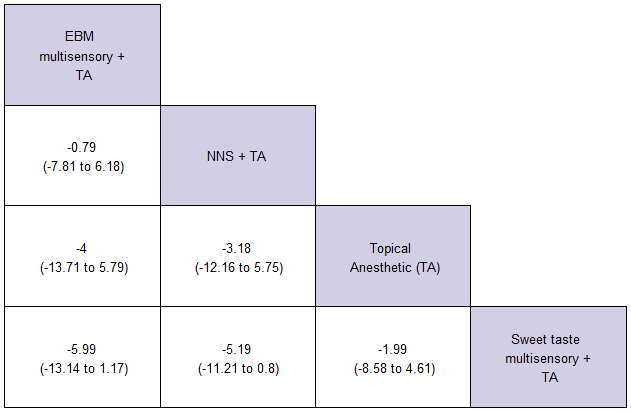 EBM
multisensory +
TA
-0.79
(-7.81 to 6.18)
NNS + TA
-4
(-13.71 to 5.79)
-3.18
(-12.16 to 5.75)
Topical
Anesthetic (TA)
-5.99
(-13.14 to 1.17)
-5.19
(-11.21 to 0.8)
-1.99
(-8.58 to 4.61)
Sweet taste
multisensory +
TA